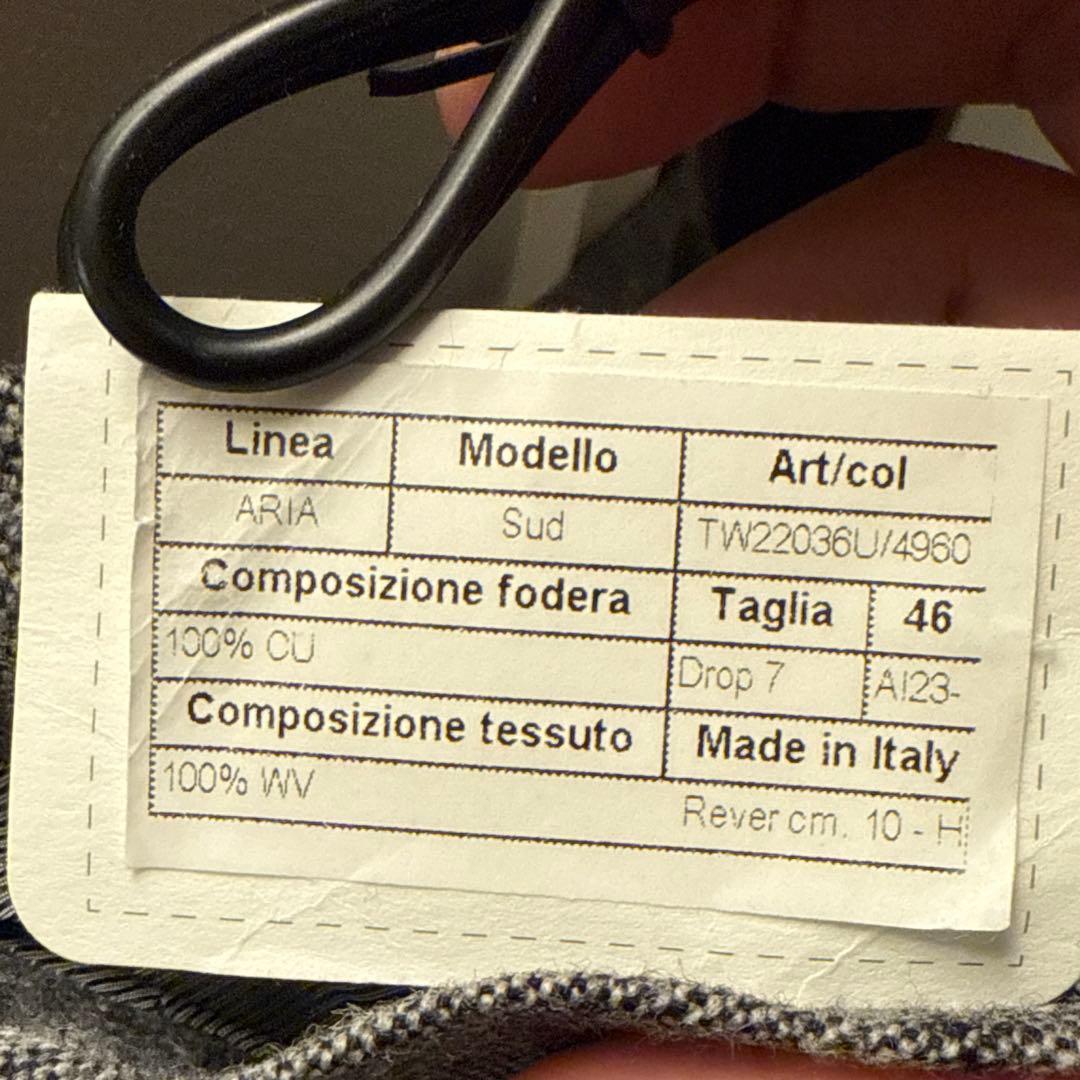 Linea Modello Art/col
ARIA Sud TW22036U/4960
Composizione fodera Taglia 46
100% CU Drop 7 AI23-
Composizione tessuto Made in Italy
100% WV Rever cm. 10 - H